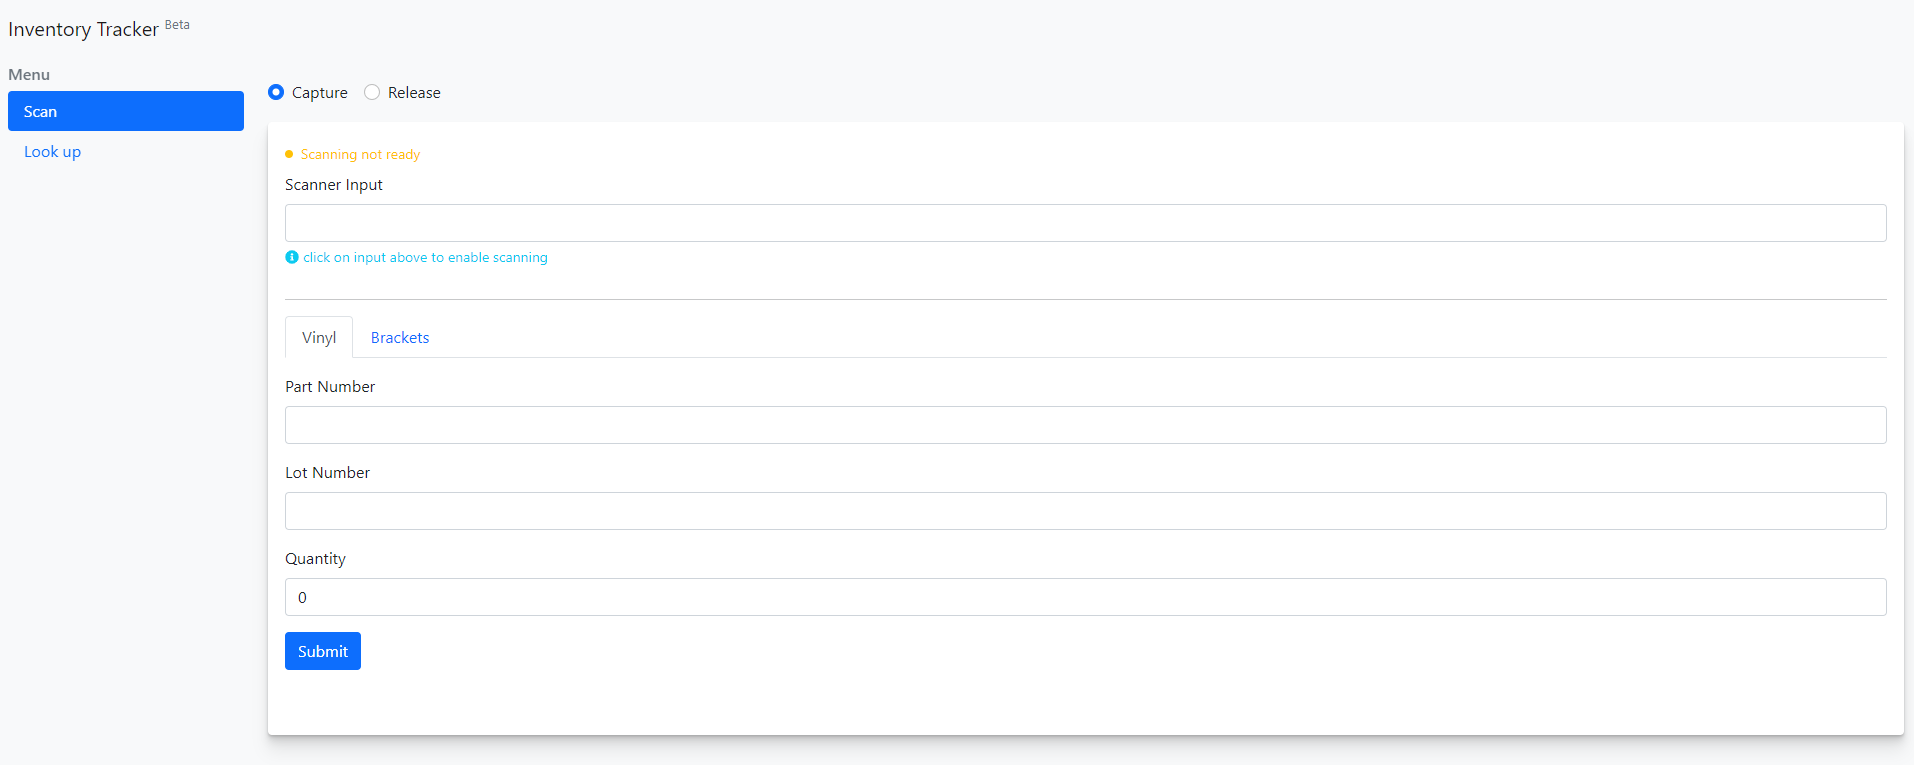 Inventory Tracker Beta
Menu
Scan
Look up
Capture Release
Scanning not ready
Scanner Input
click on input above to enable scanning
Vinyl Brackets
Part Number
Lot Number
Quantity
0
Submit